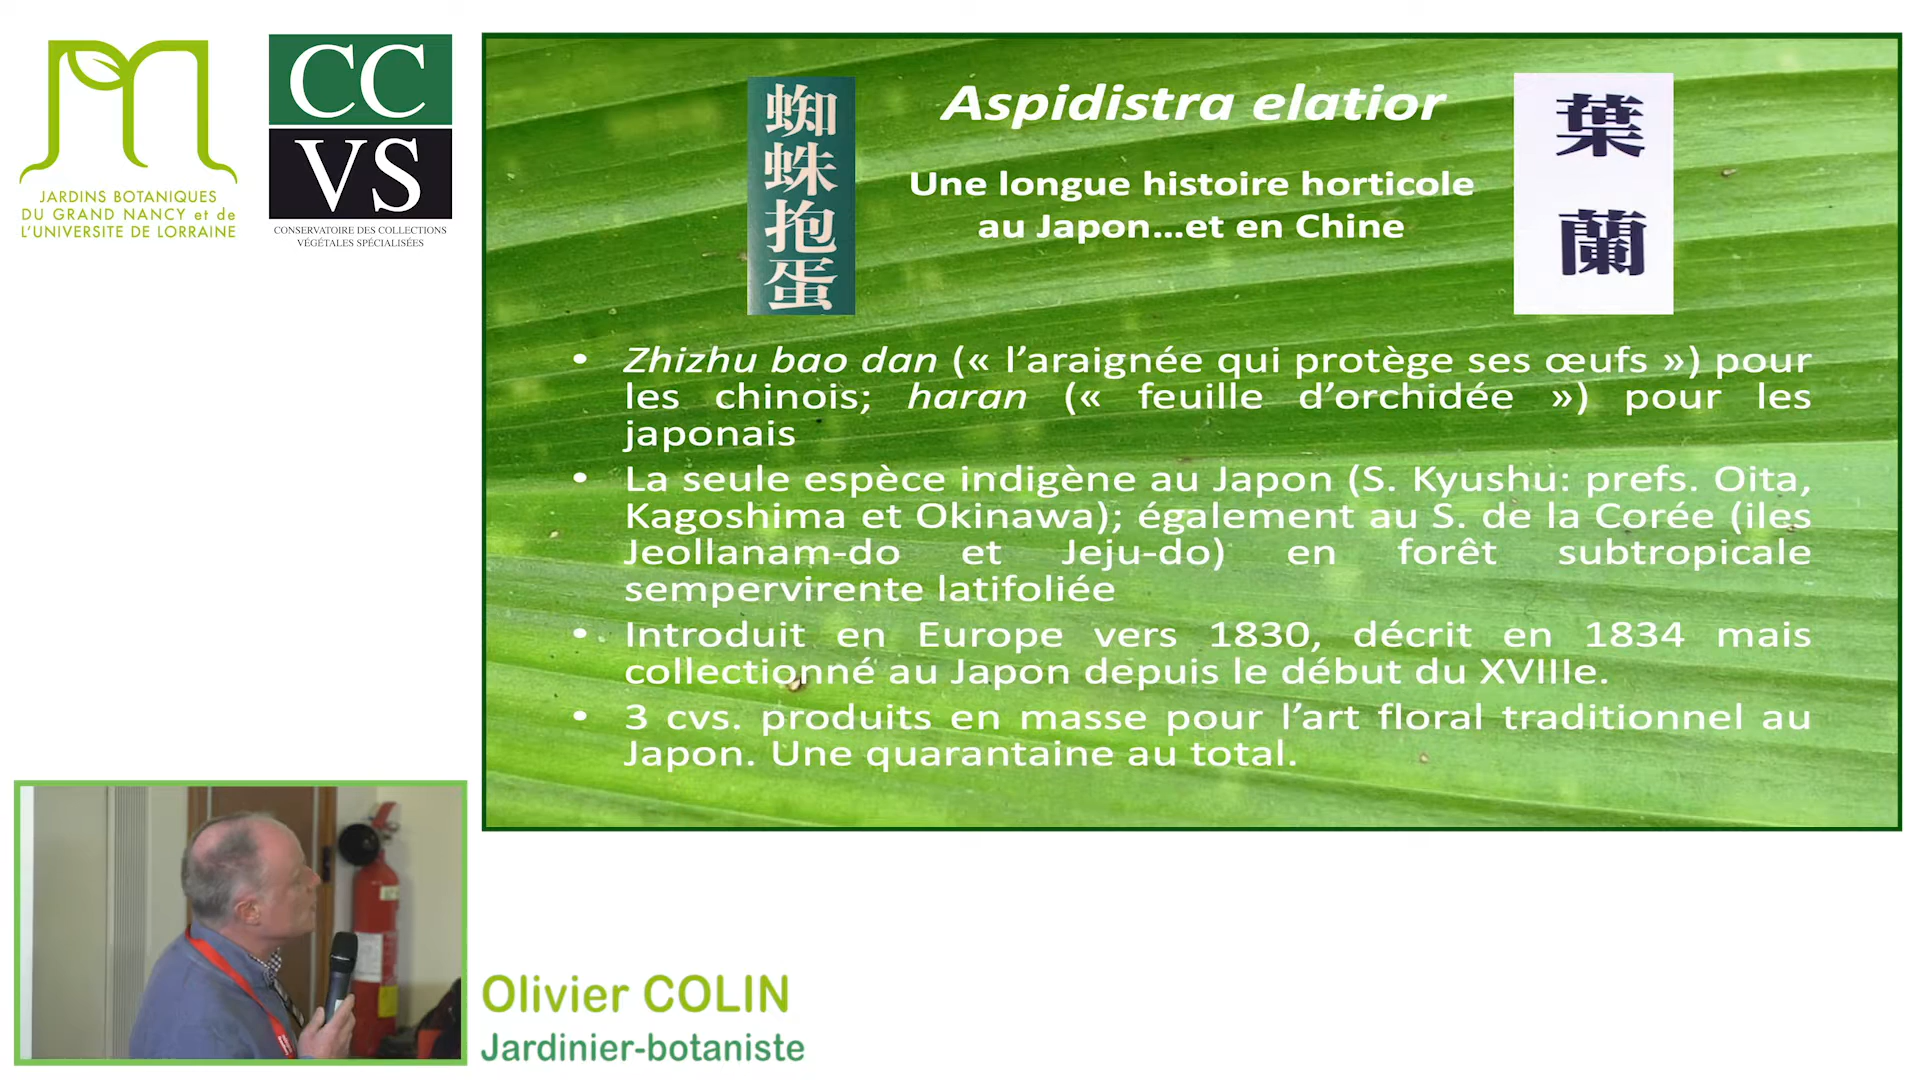 JARDINS BOTANIQUES
DU GRAND NANCY et de
L'UNIVERSITE DE LORRAINE
CC
VS
CONSERVATOIRE DES COLLECTIONS
VÉGÉTALES SPÉCIALISÉES
蜘蛛抱蛋
Aspidistra elatior
Une longue histoire horticole
au Japon...et en Chine
葉蘭
• Zhizhu bao dan (« l'araignée qui protège ses œufs ») pour
les chinois; haran (« feuille d'orchidée ») pour les
japonais
• La seule espèce indigène au Japon (S. Kyushu: prefs. Oita,
Kagoshima et Okinawa); également au S. de la Corée (iles
Jeollanam-do et Jeju-do) en forêt subtropicale
sempervirente latifoliée
• Introduit en Europe vers 1830, décrit en 1834 mais
collectionné au Japon depuis le début du XVIIIe.
• 3 cvs. produits en masse pour l'art floral traditionnel au
Japon. Une quarantaine au total.
Olivier COLIN
Jardinier-botaniste